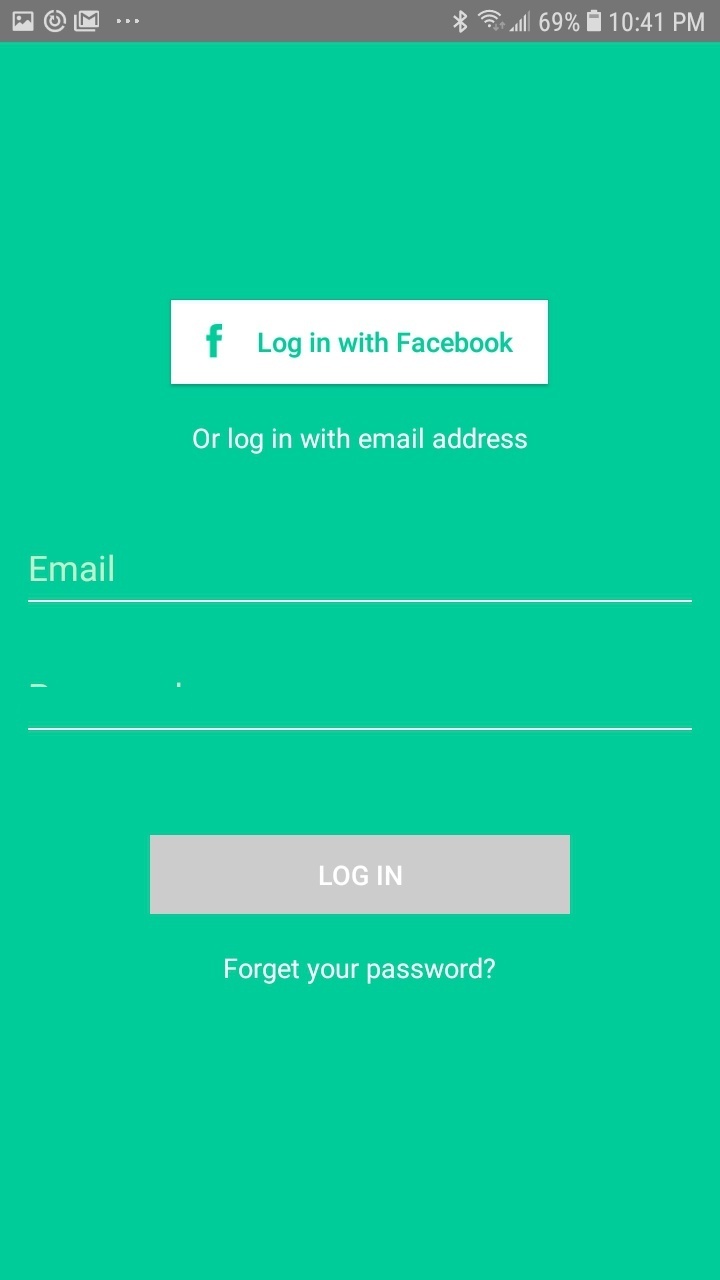 69% 10:41 PM
Log in with Facebook
Or log in with email address
Email
LOG IN
Forget your password?